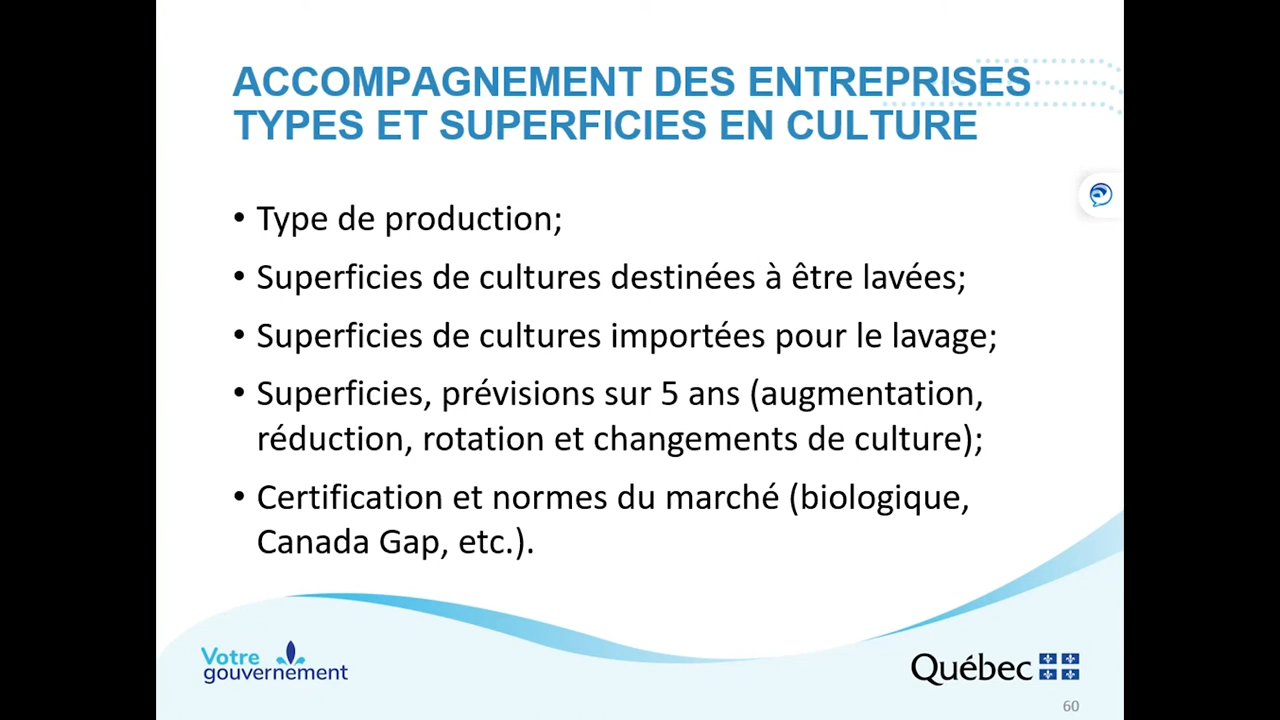 ACCOMPAGNEMENT DES ENTREPRISES
TYPES ET SUPERFICIES EN CULTURE
• Type de production;
• Superficies de cultures destinées à être lavées;
• Superficies de cultures importées pour le lavage;
• Superficies, prévisions sur 5 ans (augmentation,
réduction, rotation et changements de culture);
• Certification et normes du marché (biologique,
Canada Gap, etc.).
Votre
gouvernement
Québec
60